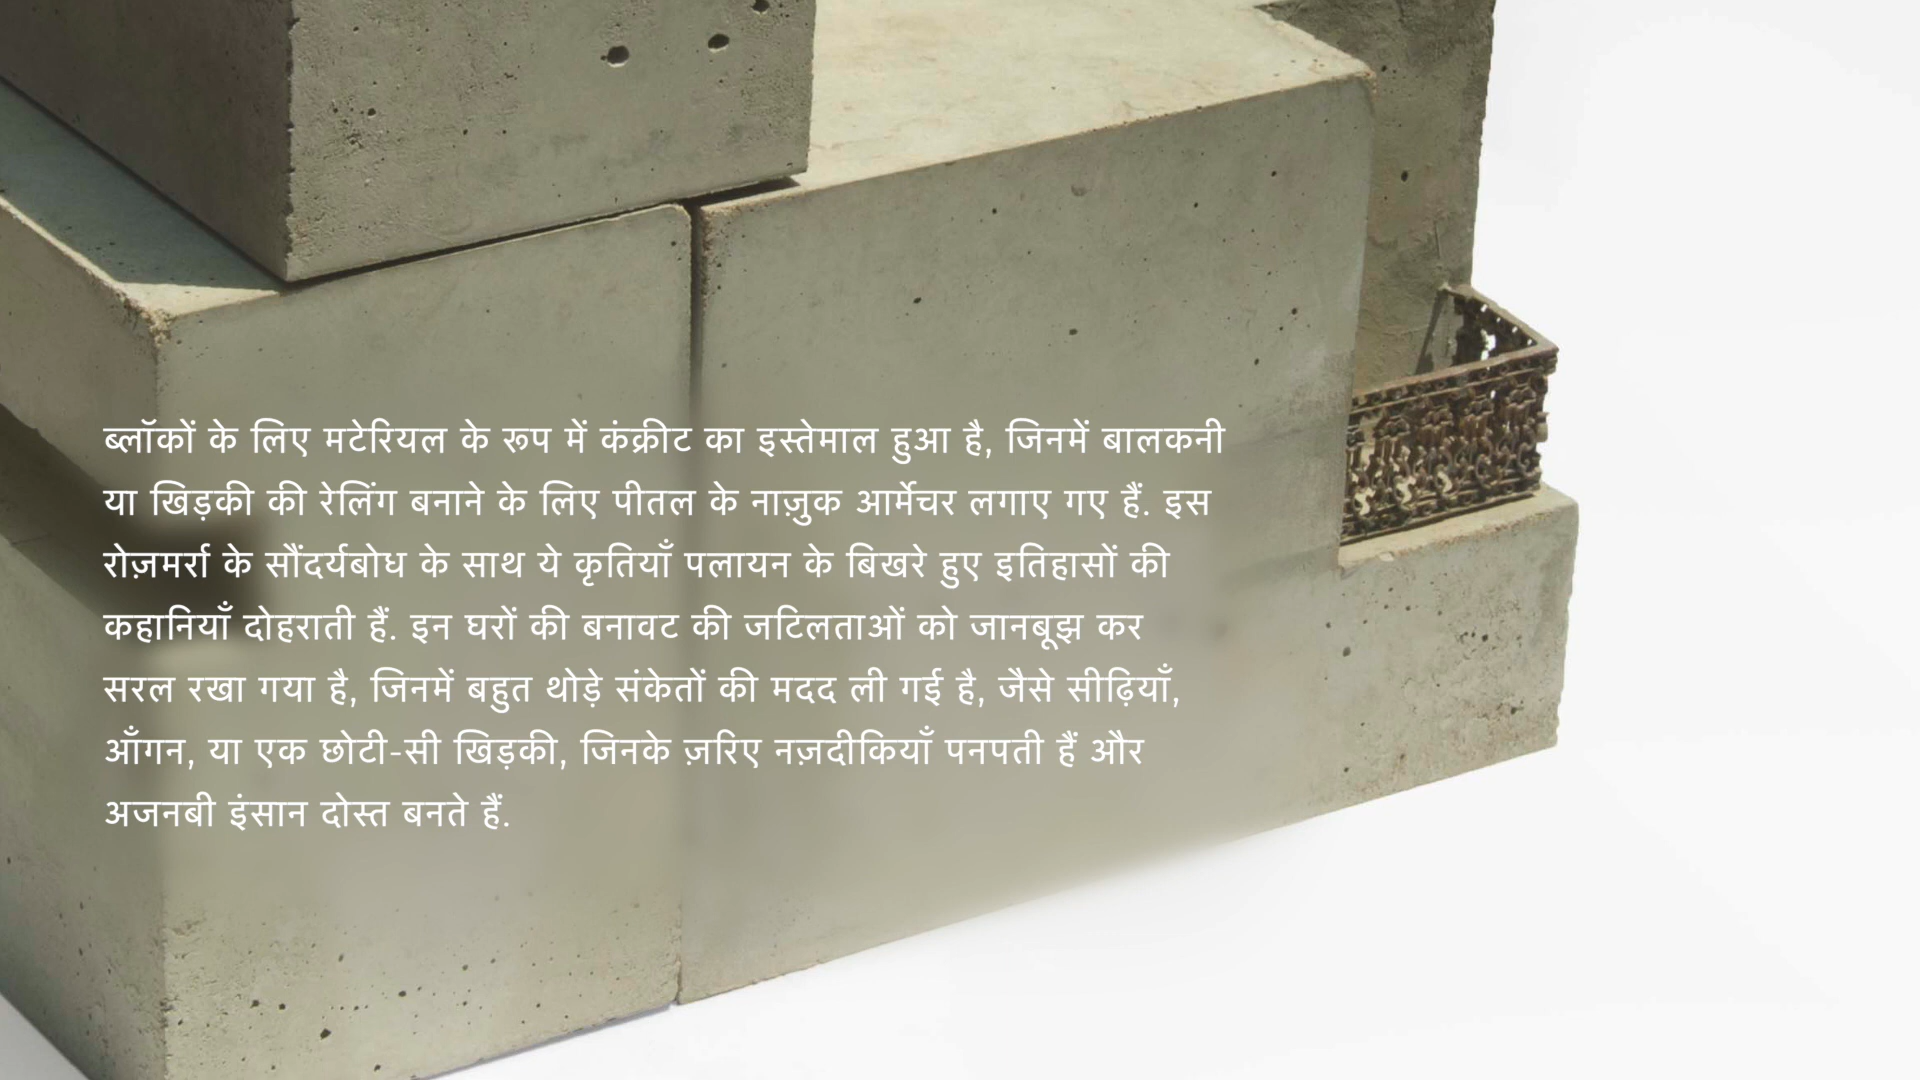 ब्लॉकों के लिए मटेरियल के रूप में कंक्रीट का इस्तेमाल हुआ है, जिनमें बालकनी
या खिड़की की रेलिंग बनाने के लिए पीतल के नाज़ुक आर्मेचर लगाए गए हैं. इस
रोज़मर्रा के सौंदर्यबोध के साथ ये कृतियाँ पलायन के बिखरे हुए इतिहासों की
कहानियाँ दोहराती हैं. इन घरों की बनावट की जटिलताओं को जानबूझ कर
सरल रखा गया है, जिनमें बहुत थोड़े संकेतों की मदद ली गई है, जैसे सीढ़ियाँ,
आँगन, या एक छोटी-सी खिड़की, जिनके ज़रिए नज़दीकियाँ पनपती हैं और
अजनबी इंसान दोस्त बनते हैं.